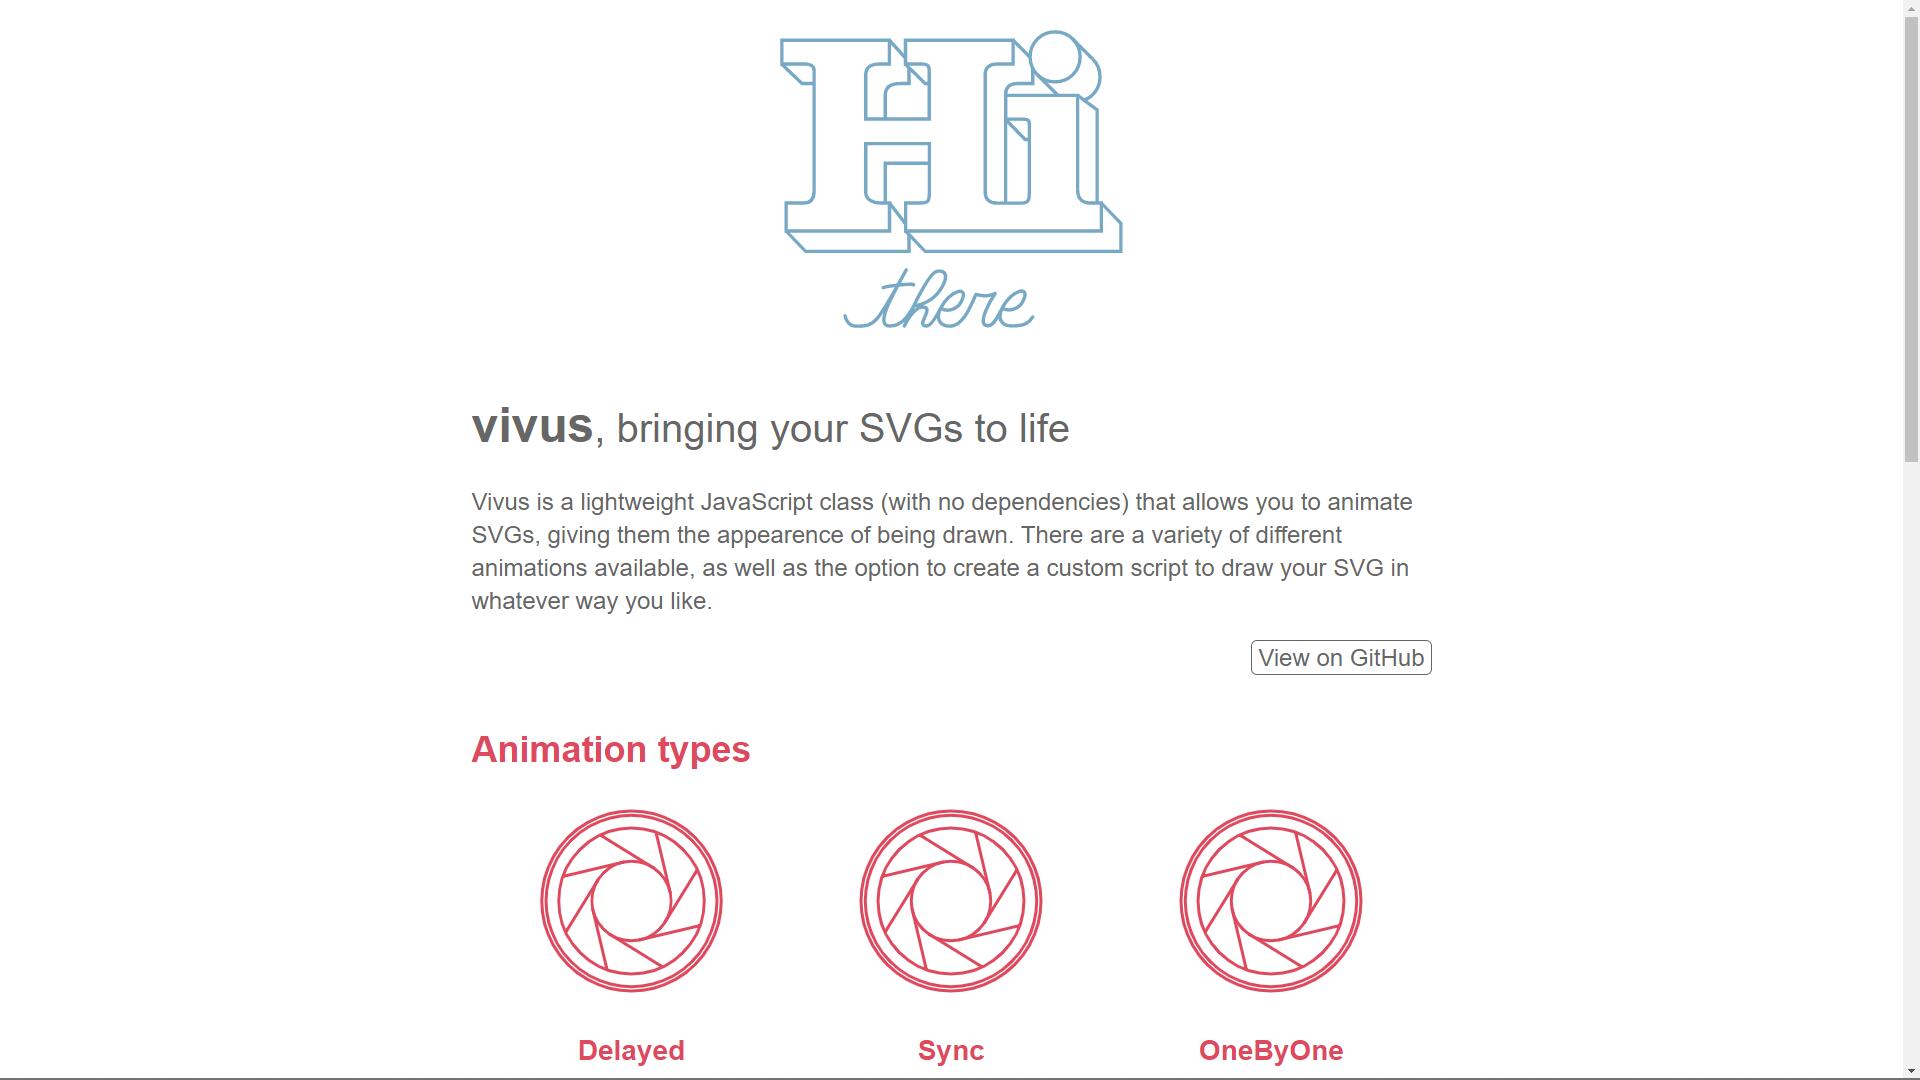 Hi
there
vivus, bringing your SVGs to life
Vivus is a lightweight JavaScript class (with no dependencies) that allows you to animate
SVGs, giving them the appearence of being drawn. There are a variety of different
animations available, as well as the option to create a custom script to draw your SVG in
whatever way you like.
View on GitHub
Animation types
Delayed
Sync
OneByOne